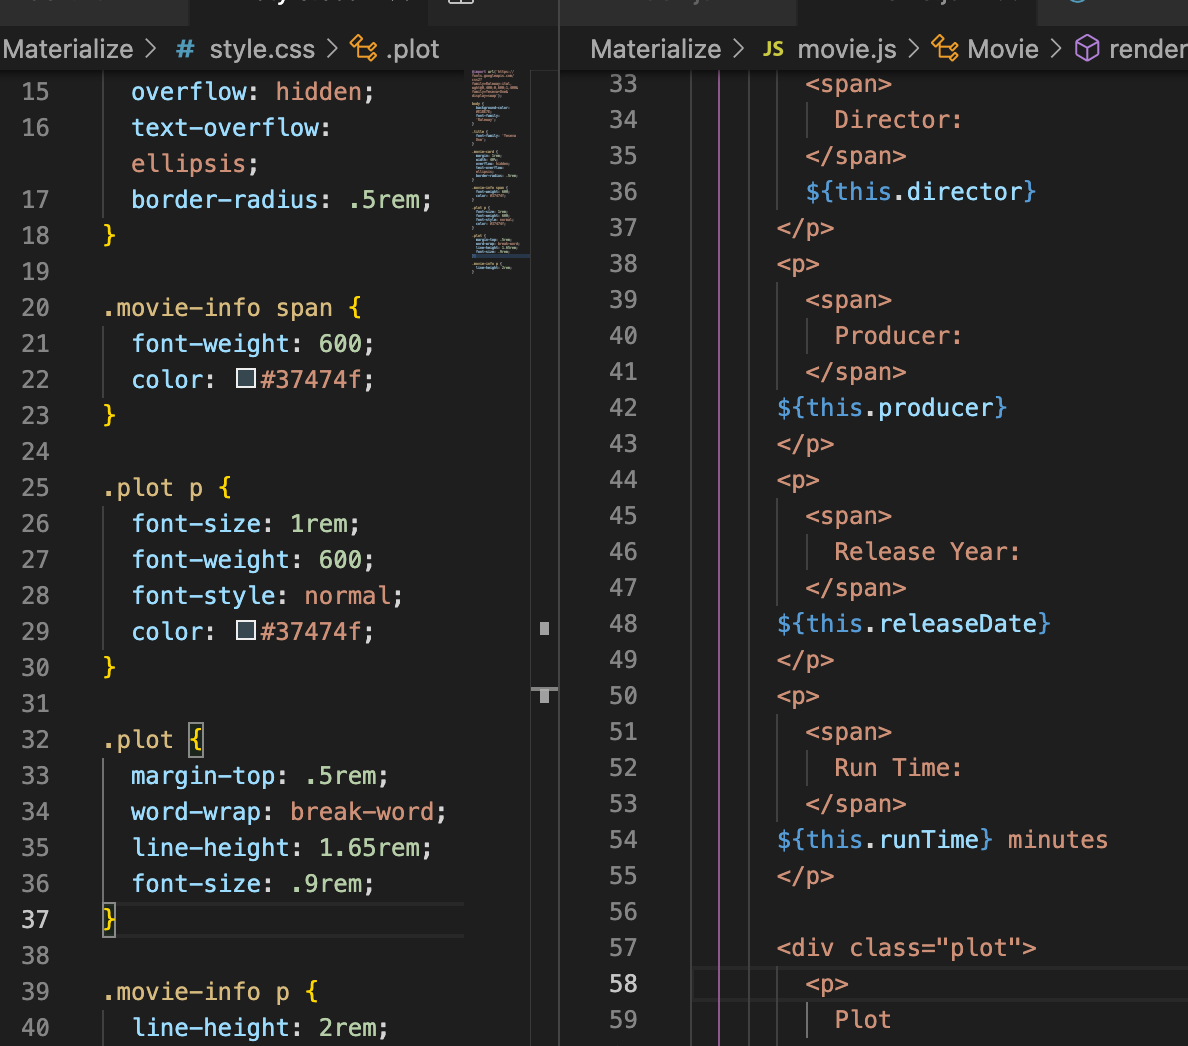 Materialize > # style.css > .plot
15 overflow: hidden;
16 text-overflow:
ellipsis;
17 border-radius: .5rem;
18 }
19
20 .movie-info span {
21 font-weight: 600;
22 color: #37474f;
23 }
24
25 .plot p {
26 font-size: 1rem;
27 font-weight: 600;
28 font-style: normal;
29 color: #37474f;
30 }
31
32 .plot {
33 margin-top: .5rem;
34 word-wrap: break-word;
35 line-height: 1.65rem;
36 font-size: .9rem;
37 }
38
39 .movie-info p {
40 line-height: 2rem;
Materialize > JS movie.js > Movie > render
33 <span>
34 Director:
35 </span>
36 ${this.director}
37 </p>
38 <p>
39 <span>
40 Producer:
41 </span>
42 ${this.producer}
43 </p>
44 <p>
45 <span>
46 Release Year:
47 </span>
48 ${this.releaseDate}
49 </p>
50 <p>
51 <span>
52 Run Time:
53 </span>
54 ${this.runTime} minutes
55 </p>
56
57 <div class="plot">
58 <p>
59 Plot